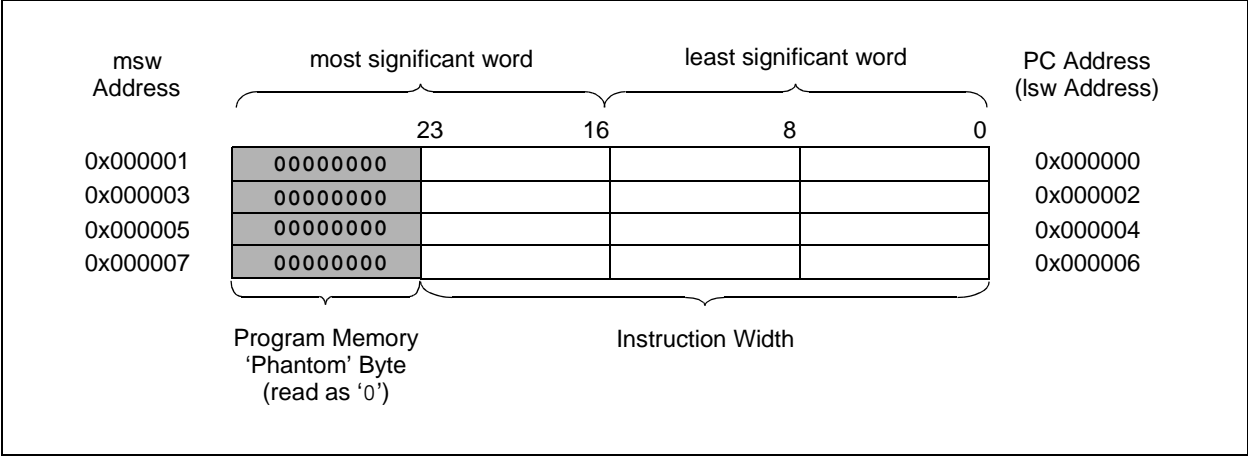 msw
Address
most significant word
least significant word
PC Address
(lsw Address)
23 16 8 0
0x000001 00000000 0x000000
0x000003 00000000 0x000002
0x000005 00000000 0x000004
0x000007 00000000 0x000006
Program Memory
‘Phantom’ Byte
(read as ‘0’)
Instruction Width